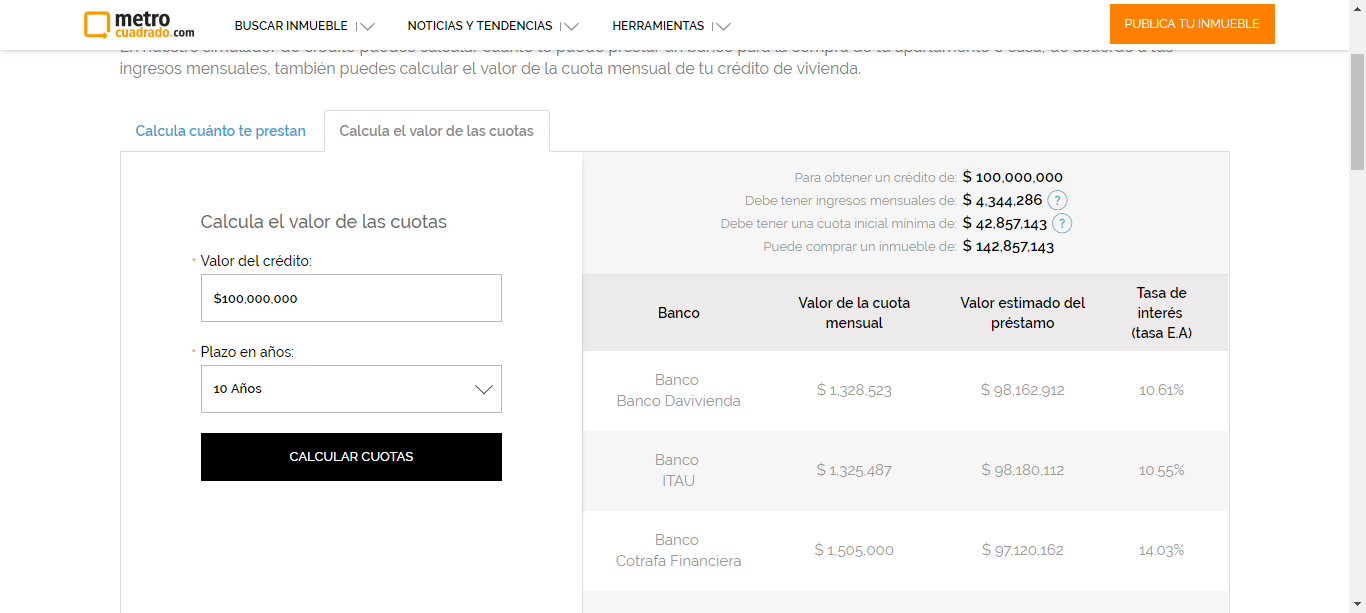 metro
cuadrado.com
BUSCAR INMUEBLE
NOTICIAS Y TENDENCIAS
HERRAMIENTAS
PUBLICA TU INMUEBLE
ingresos mensuales, también puedes calcular el valor de la cuota mensual de tu crédito de vivienda.
Calcula cuánto te prestan
Calcula el valor de las cuotas
Calcula el valor de las cuotas
* Valor del crédito:
$100,000,000
* Plazo en años:
10 Años
CALCULAR CUOTAS
Para obtener un crédito de: $ 100,000,000
Debe tener ingresos mensuales de: $ 4,344,286 ?
Debe tener una cuota inicial mínima de: $ 42,857,143 ?
Puede comprar un inmueble de: $ 142,857,143
Banco
Valor de la cuota
mensual
Valor estimado del
préstamo
Tasa de
interés
(tasa E.A)
Banco
Banco Davivienda
$ 1,328,523
$ 98,162,912
10.61%
Banco
ITAU
$ 1,325,487
$ 98,180,112
10.55%
Banco
Cotrafa Financiera
$ 1,505,000
$ 97,120,162
14.03%